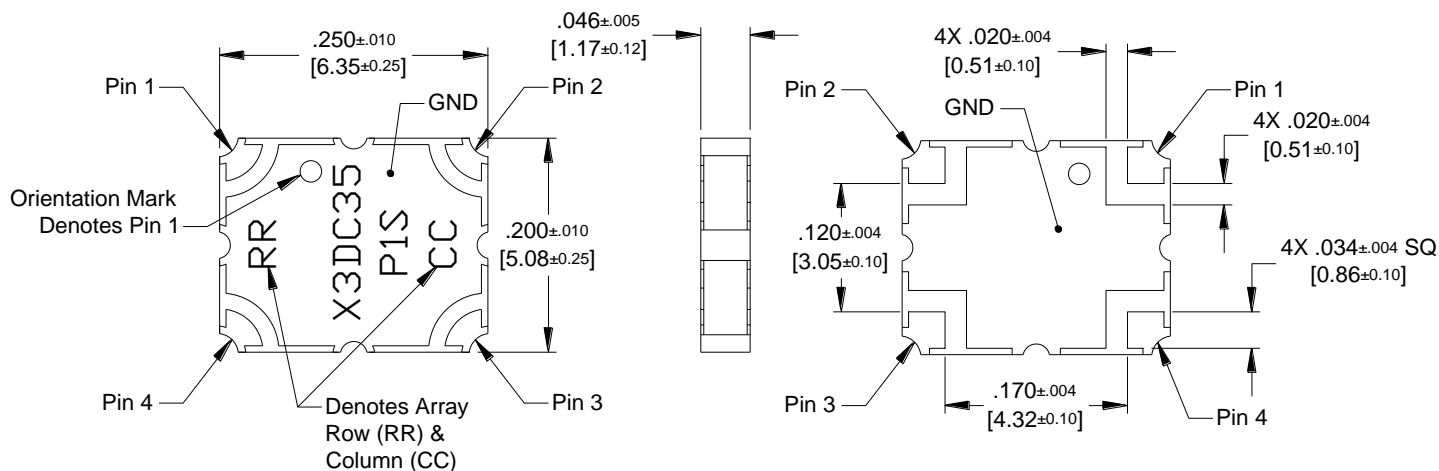 .250±.010
[6.35±0.25]
Pin 1
GND
Pin 2
Orientation Mark
Denotes Pin 1
RR
X3DC35
P1S
CC
.200±.010
[5.08±0.25]
Pin 4
Denotes Array
Row (RR) &
Column (CC)
Pin 3
.046±.005
[1.17±0.12]
4X .020±.004
[0.51±0.10]
Pin 2
GND
Pin 1
4X .020±.004
[0.51±0.10]
.120±.004
[3.05±0.10]
4X .034±.004 SQ
[0.86±0.10]
Pin 3
.170±.004
[4.32±0.10]
Pin 4